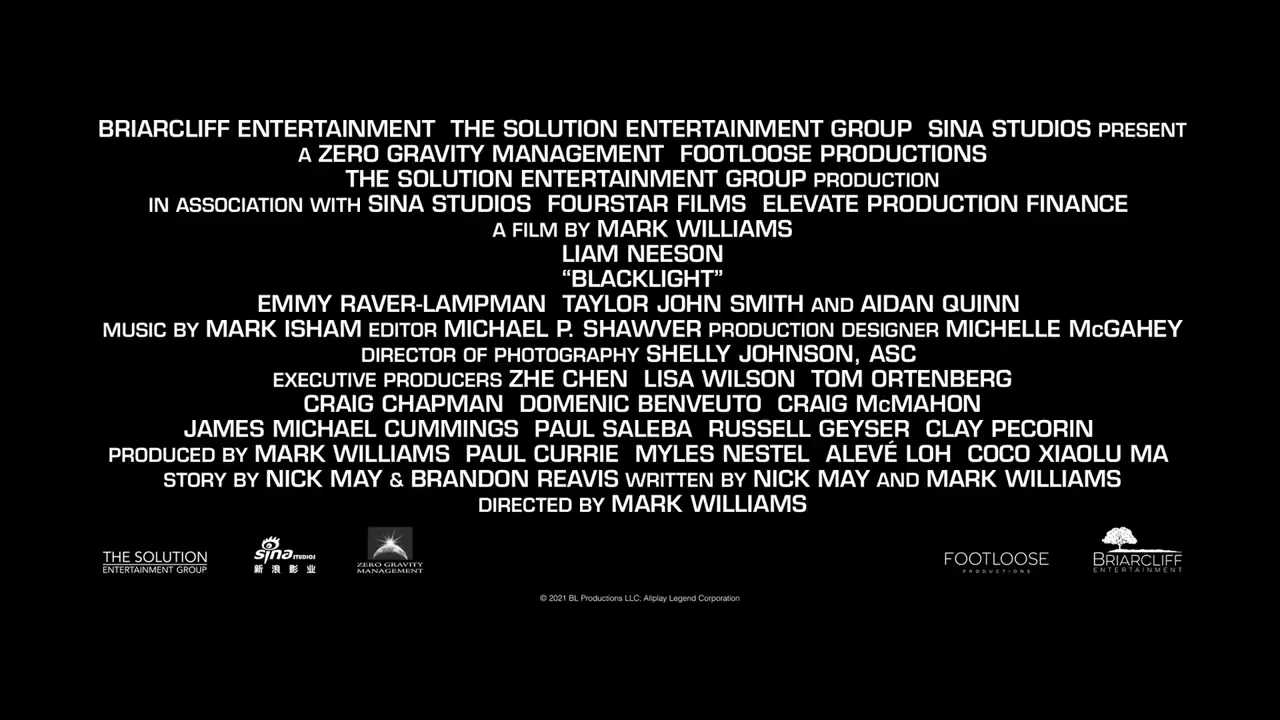 BRIARCLIFF ENTERTAINMENT THE SOLUTION ENTERTAINMENT GROUP SINA STUDIOS PRESENT
A ZERO GRAVITY MANAGEMENT FOOTLOOSE PRODUCTIONS
THE SOLUTION ENTERTAINMENT GROUP PRODUCTION
IN ASSOCIATION WITH SINA STUDIOS FOURSTAR FILMS ELEVATE PRODUCTION FINANCE
A FILM BY MARK WILLIAMS
LIAM NEESON
“BLACKLIGHT”
EMMY RAVER-LAMPMAN TAYLOR JOHN SMITH AND AIDAN QUINN
MUSIC BY MARK ISHAM EDITOR MICHAEL P. SHAWVER PRODUCTION DESIGNER MICHELLE McGAHEY
DIRECTOR OF PHOTOGRAPHY SHELLY JOHNSON, ASC
EXECUTIVE PRODUCERS ZHE CHEN LISA WILSON TOM ORTENBERG
CRAIG CHAPMAN DOMENIC BENVEUTO CRAIG McMAHON
JAMES MICHAEL CUMMINGS PAUL SALEBA RUSSELL GEYSER CLAY PECORIN
PRODUCED BY MARK WILLIAMS PAUL CURRIE MYLES NESTEL ALEVÉ LOH COCO XIAOLU MA
STORY BY NICK MAY & BRANDON REAVIS WRITTEN BY NICK MAY AND MARK WILLIAMS
DIRECTED BY MARK WILLIAMS
THE SOLUTION
ENTERTAINMENT GROUP
sina STUDIOS
新浪影业
ZERO GRAVITY
MANAGEMENT
FOOTLOOSE
PRODUCTIONS
BRIARCLIFF
ENTERTAINMENT
© 2021 BL Productions LLC; Allplay Legend Corporation